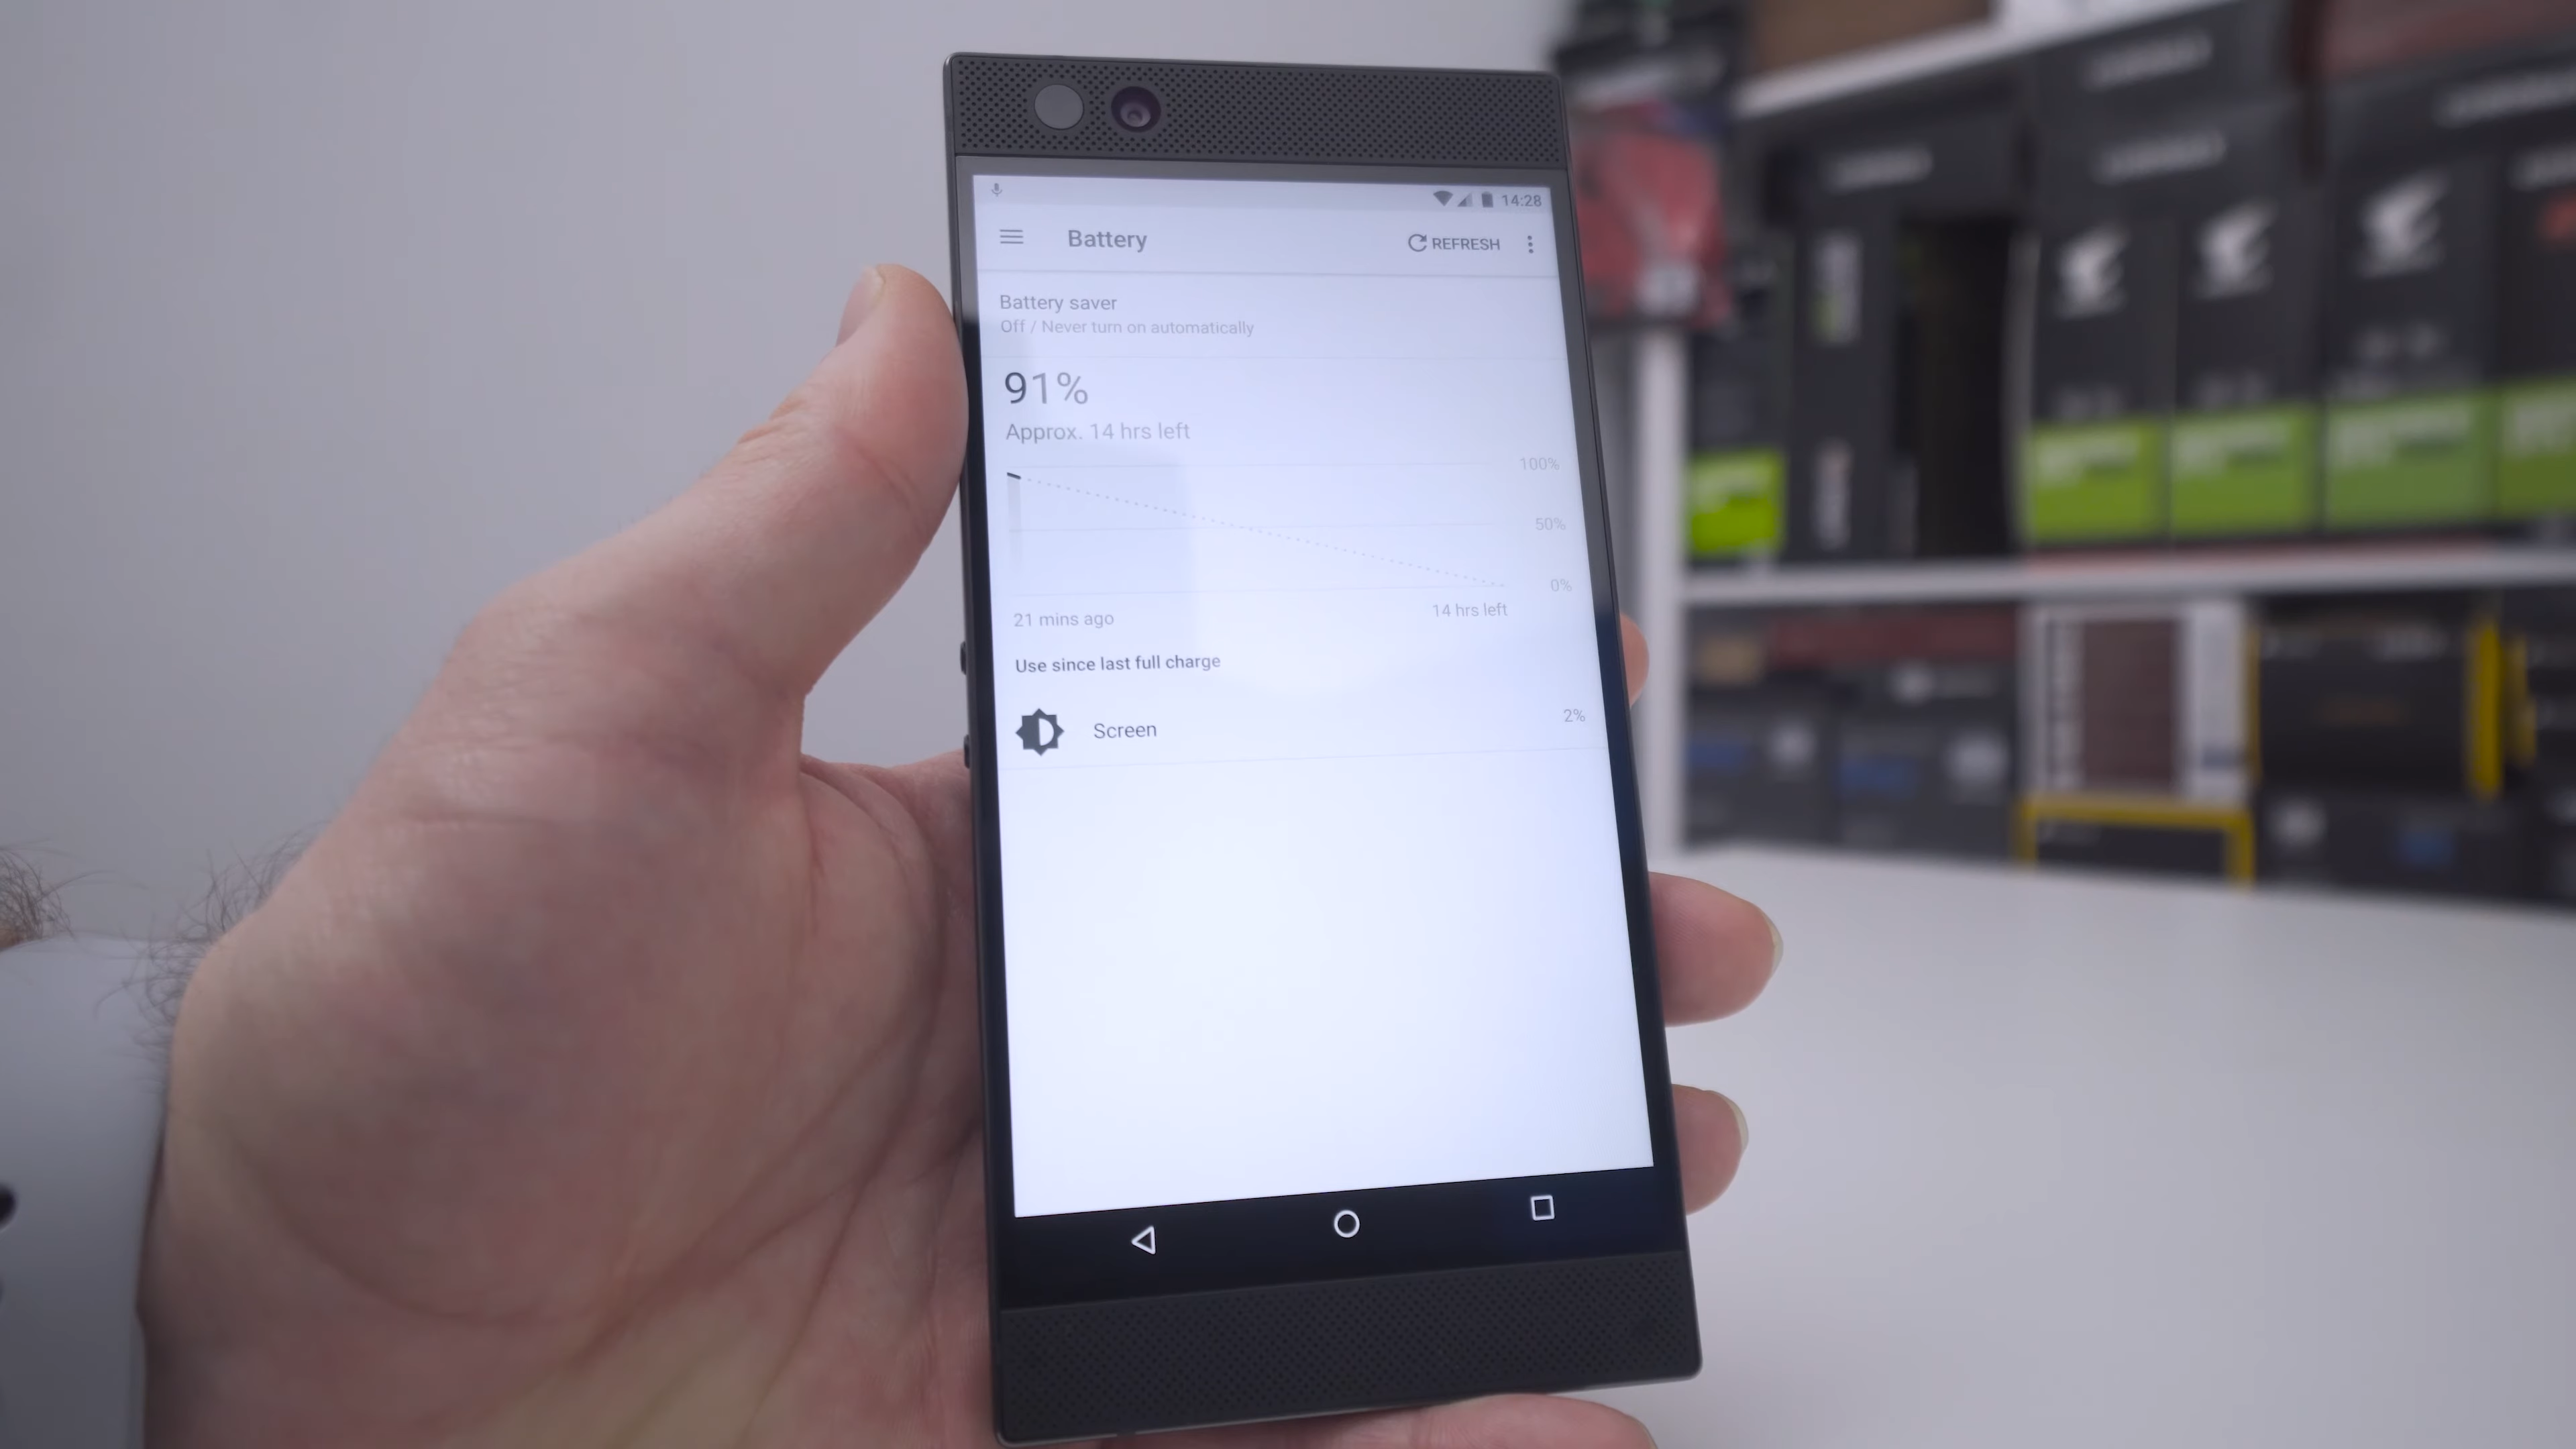 14:28
Battery
REFRESH
Battery saver
Off / Never turn on automatically
91%
Approx. 14 hrs left
100%
50%
0%
21 mins ago
14 hrs left
Use since last full charge
Screen
2%